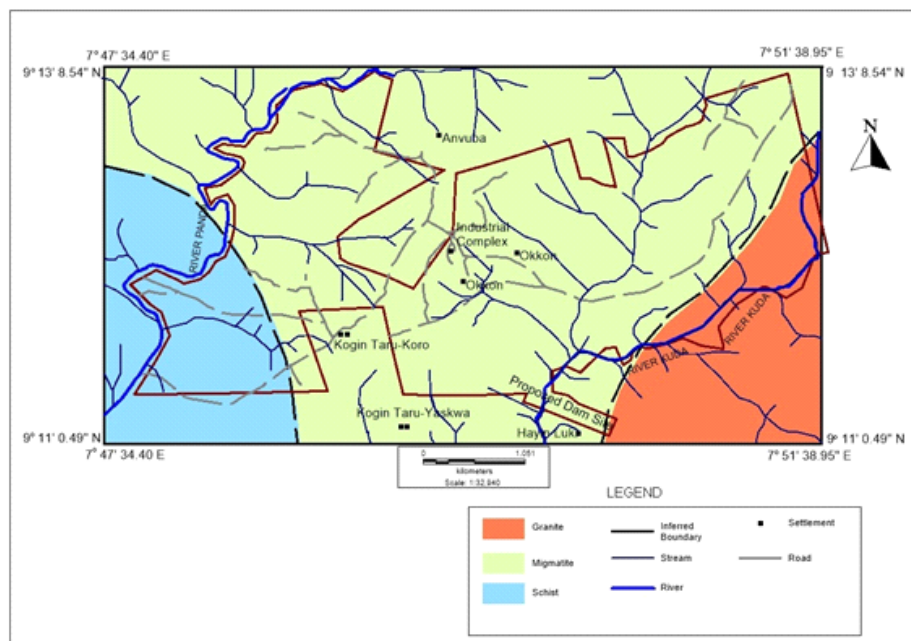 7° 47' 34.40" E
7° 51' 38.95" E
9° 13' 8.54" N
9° 13' 8.54" N
N
Anvuba
RIVER PANDA
Industrial
Complex
Okkon
Okkon
Kogin Taru-Koro
RIVER KUDA
RIVER KUDA
Proposed Dam Site
Kogin Taru-Yaskwa
Hayin-Luka
9° 11' 0.49" N
9° 11' 0.49" N
7° 47' 34.40" E
7° 51' 38.95" E
0 1.051
kilometers
Scale: 1:32,940
LEGEND
Granite
Inferred
Boundary
Settlement
Migmatite
Stream
Road
Schist
River